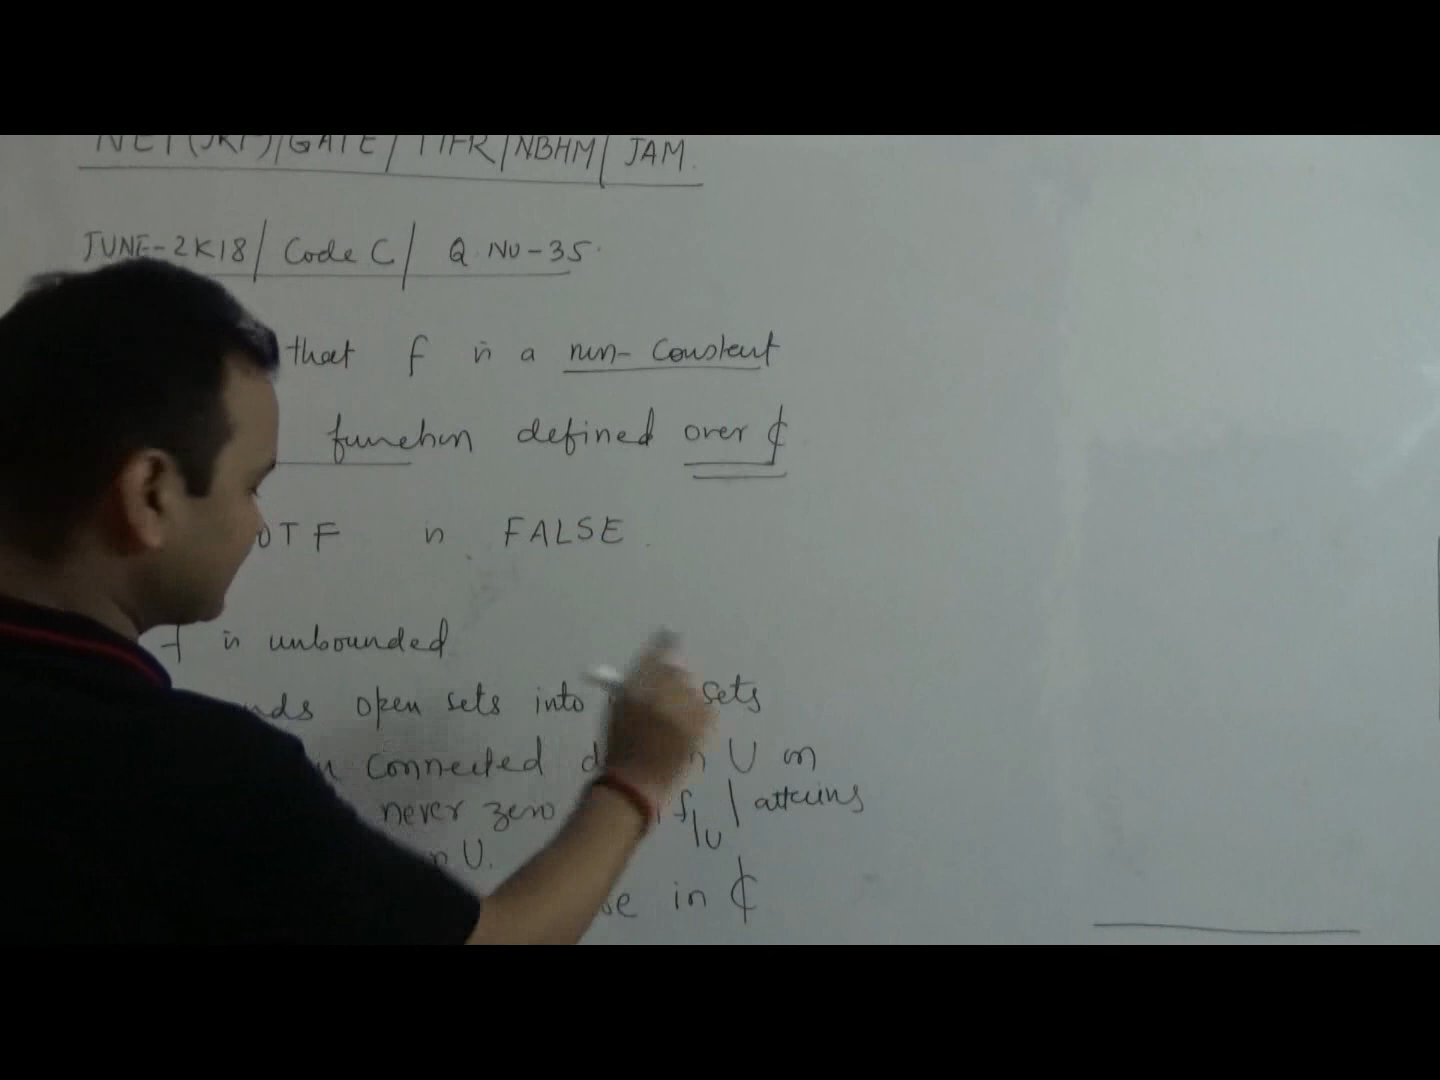 NET(JRF)/GATE/TIFR/NBHM/JAM.
JUNE-2K18/ Code C/ Q. No-35.
that f is a non-Constant
function defined over ₵
OTF is FALSE.
f is unbounded
nds open sets into sets
connected U on
never zero f|U | attains
n U.
se in ₵